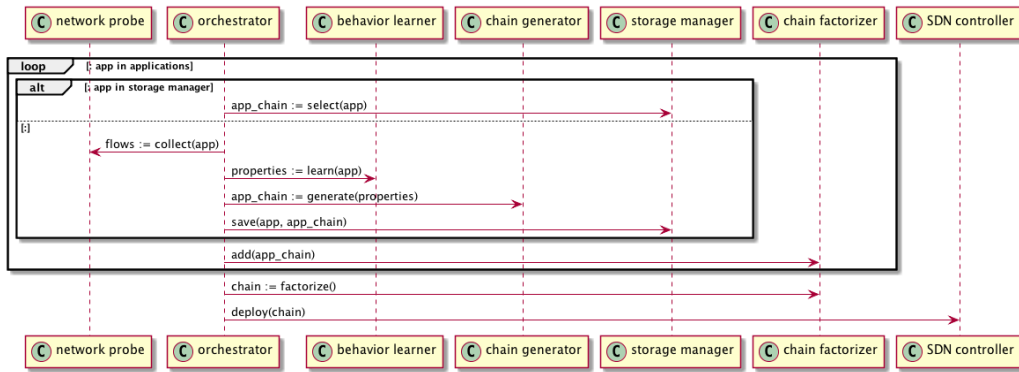 C network probe
C orchestrator
C behavior learner
C chain generator
C storage manager
C chain factorizer
C SDN controller
loop [: app in applications]
alt [: app in storage manager]
app_chain := select(app)
[:]
flows := collect(app)
properties := learn(app)
app_chain := generate(properties)
save(app, app_chain)
add(app_chain)
chain := factorize()
deploy(chain)
C network probe
C orchestrator
C behavior learner
C chain generator
C storage manager
C chain factorizer
C SDN controller